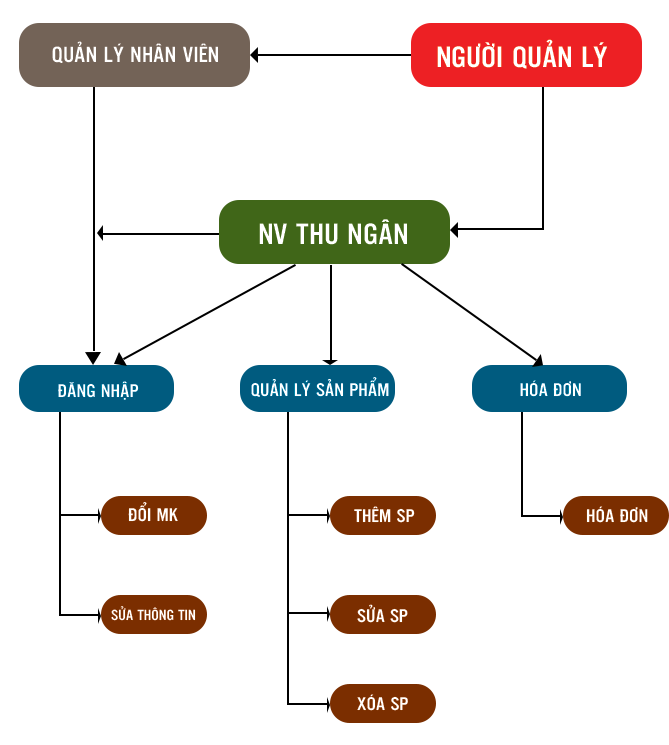 QUẢN LÝ NHÂN VIÊN
NGƯỜI QUẢN LÝ
NV THU NGÂN
ĐĂNG NHẬP
QUẢN LÝ SẢN PHẨM
HÓA ĐƠN
ĐỔI MK
THÊM SP
HÓA ĐƠN
SỬA THÔNG TIN
SỬA SP
XÓA SP